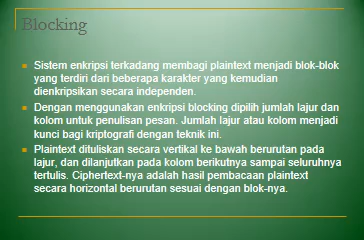 Blocking
Sistem enkripsi terkadang membagi plaintext menjadi blok-blok
yang terdiri dari beberapa karakter yang kemudian
dienkripsikan secara independen.
Dengan menggunakan enkripsi blocking dipilih jumlah lajur dan
kolom untuk penulisan pesan. Jumlah lajur atau kolom menjadi
kunci bagi kriptografi dengan teknik ini.
Plaintext dituliskan secara vertikal ke bawah berurutan pada
lajur, dan dilanjutkan pada kolom berikutnya sampai seluruhnya
tertulis. Ciphertext-nya adalah hasil pembacaan plaintext
secara horizontal berurutan sesuai dengan blok-nya.